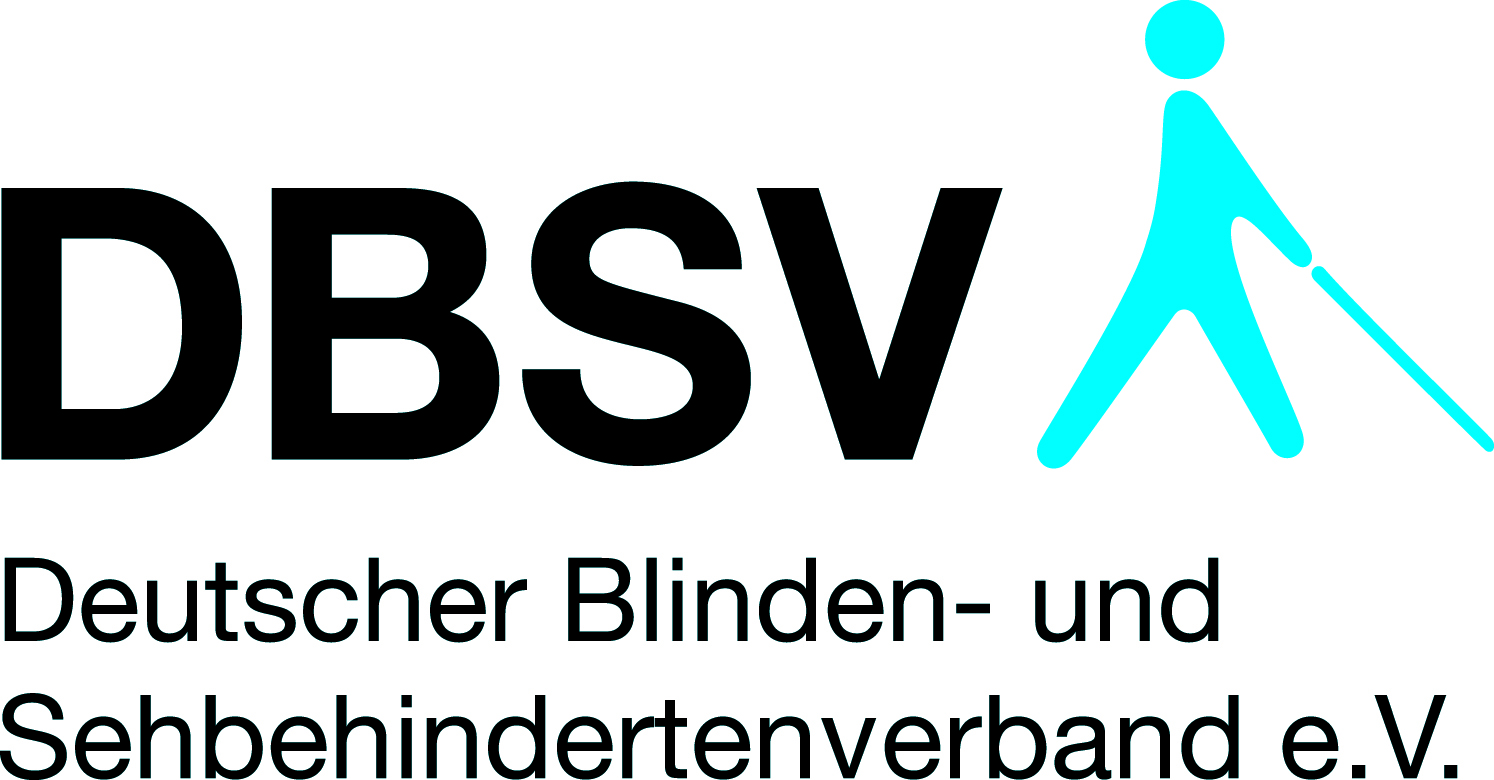 DBSV
Deutscher Blinden- und
Sehbehindertenverband e.V.